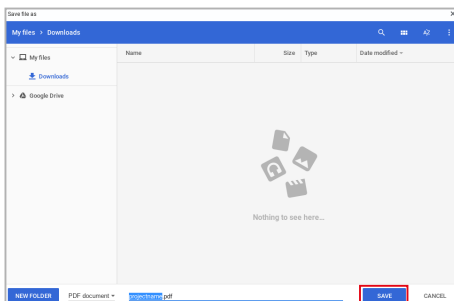 Save file as
My files > Downloads
My files
Downloads
Google Drive
Name Size Type Date modified
Nothing to see here...
NEW FOLDER PDF document projectname.pdf SAVE CANCEL